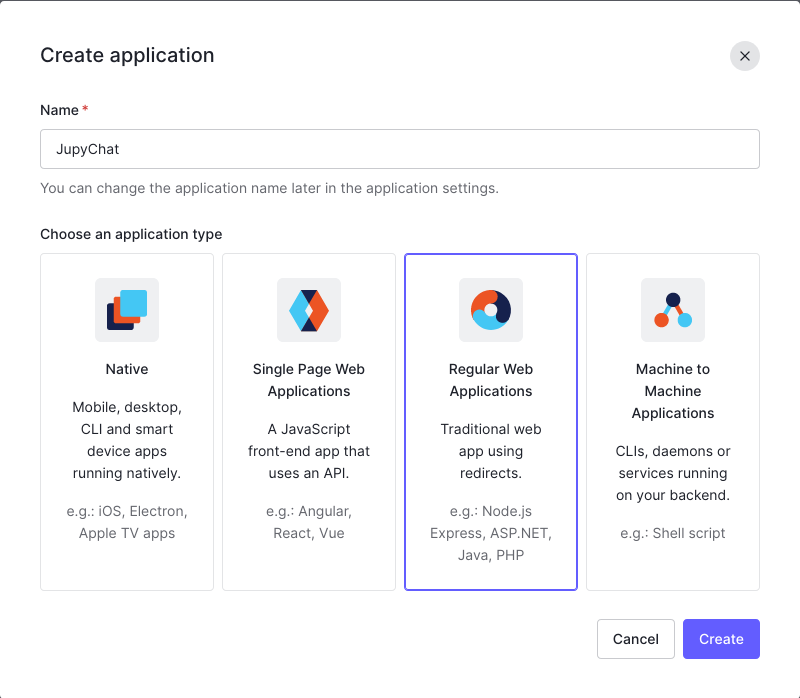 Create application
Name *
JupyChat
You can change the application name later in the application settings.
Choose an application type
Native
Mobile, desktop,
CLI and smart
device apps
running natively.
e.g.: iOS, Electron,
Apple TV apps
Single Page Web
Applications
A JavaScript
front-end app that
uses an API.
e.g.: Angular,
React, Vue
Regular Web
Applications
Traditional web
app using
redirects.
e.g.: Node.js
Express, ASP.NET,
Java, PHP
Machine to
Machine
Applications
CLIs, daemons or
services running
on your backend.
e.g.: Shell script
Cancel
Create